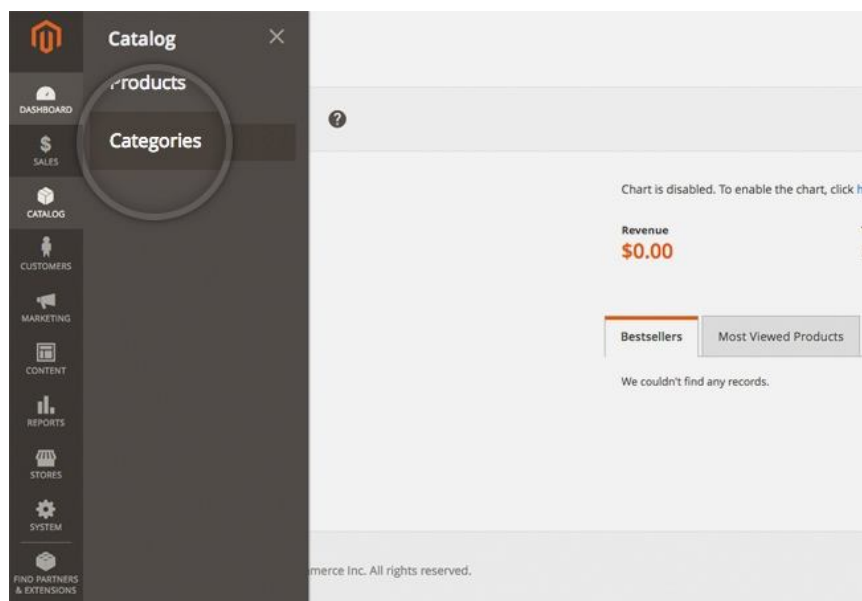 Catalog
Products
Categories
DASHBOARD
SALES
CATALOG
CUSTOMERS
MARKETING
CONTENT
REPORTS
STORES
SYSTEM
FIND PARTNERS
& EXTENSIONS
Chart is disabled. To enable the chart, click
Revenue
$0.00
Bestsellers
Most Viewed Products
We couldn't find any records.
merce Inc. All rights reserved.